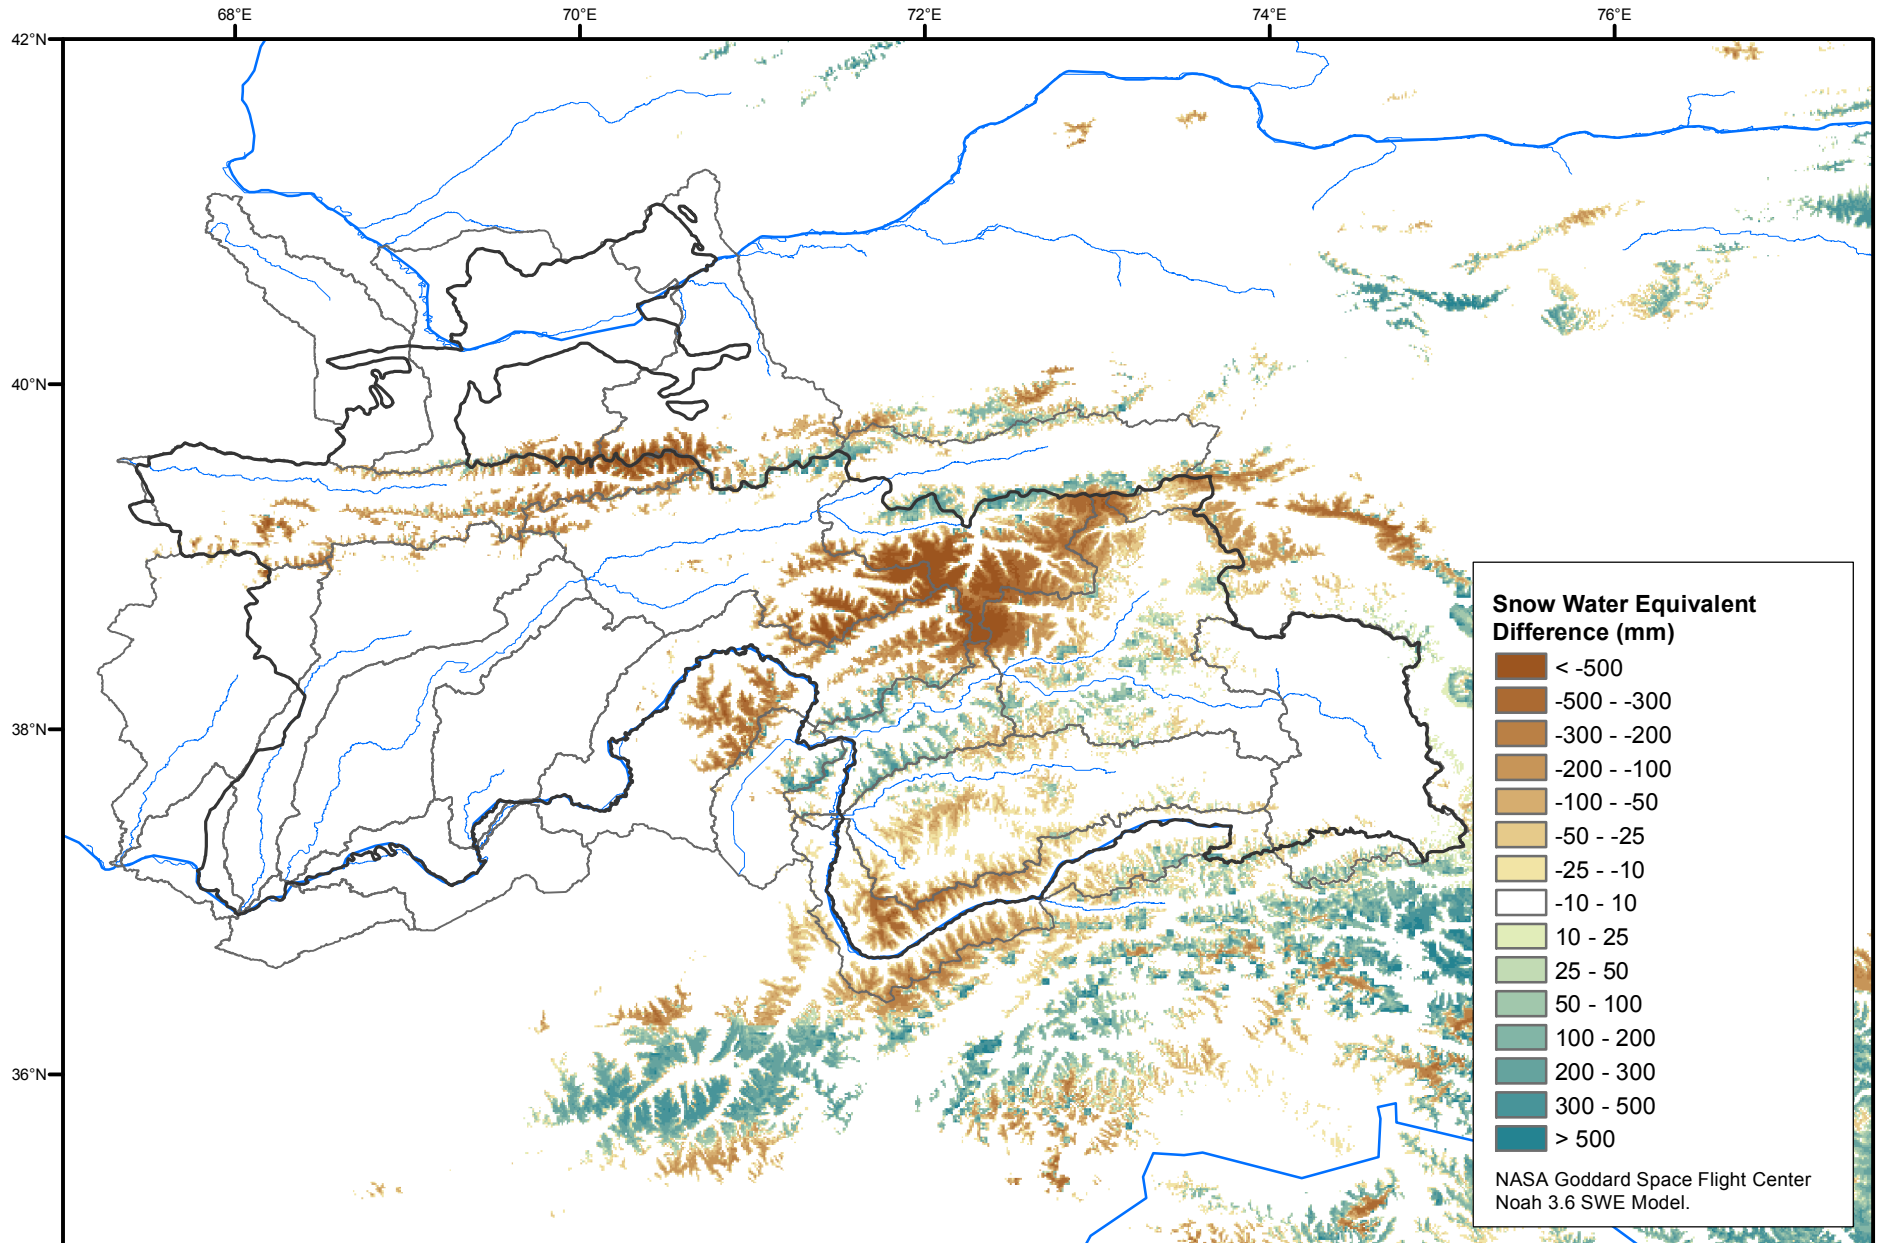 68°E
70°E
72°E
74°E
76°E
42°N
40°N
38°N
36°N
Snow Water Equivalent
Difference (mm)
< -500
-500 - -300
-300 - -200
-200 - -100
-100 - -50
-50 - -25
-25 - -10
-10 - 10
10 - 25
25 - 50
50 - 100
100 - 200
200 - 300
300 - 500
> 500
NASA Goddard Space Flight Center
Noah 3.6 SWE Model.